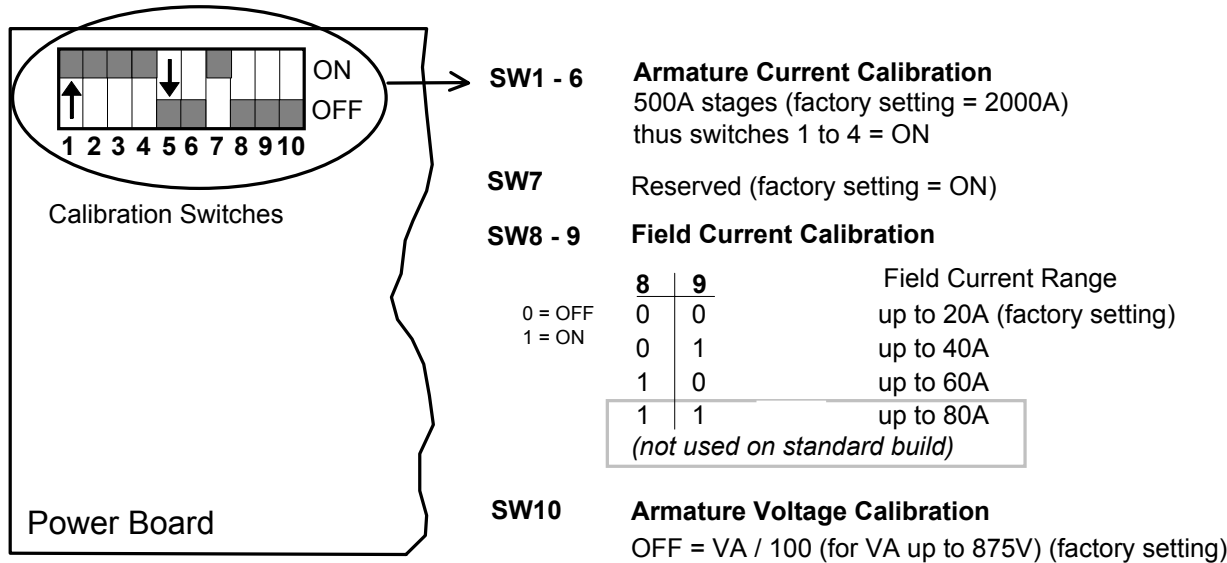 ON
OFF
1 2 3 4 5 6 7 8 9 10
Calibration Switches
Power Board
SW1 - 6 Armature Current Calibration
500A stages (factory setting = 2000A)
thus switches 1 to 4 = ON
SW7 Reserved (factory setting = ON)
SW8 - 9 Field Current Calibration
8 9 Field Current Range
0 = OFF 0 0 up to 20A (factory setting)
1 = ON 0 1 up to 40A
1 0 up to 60A
1 1 up to 80A
(not used on standard build)
SW10 Armature Voltage Calibration
OFF = VA / 100 (for VA up to 875V) (factory setting)